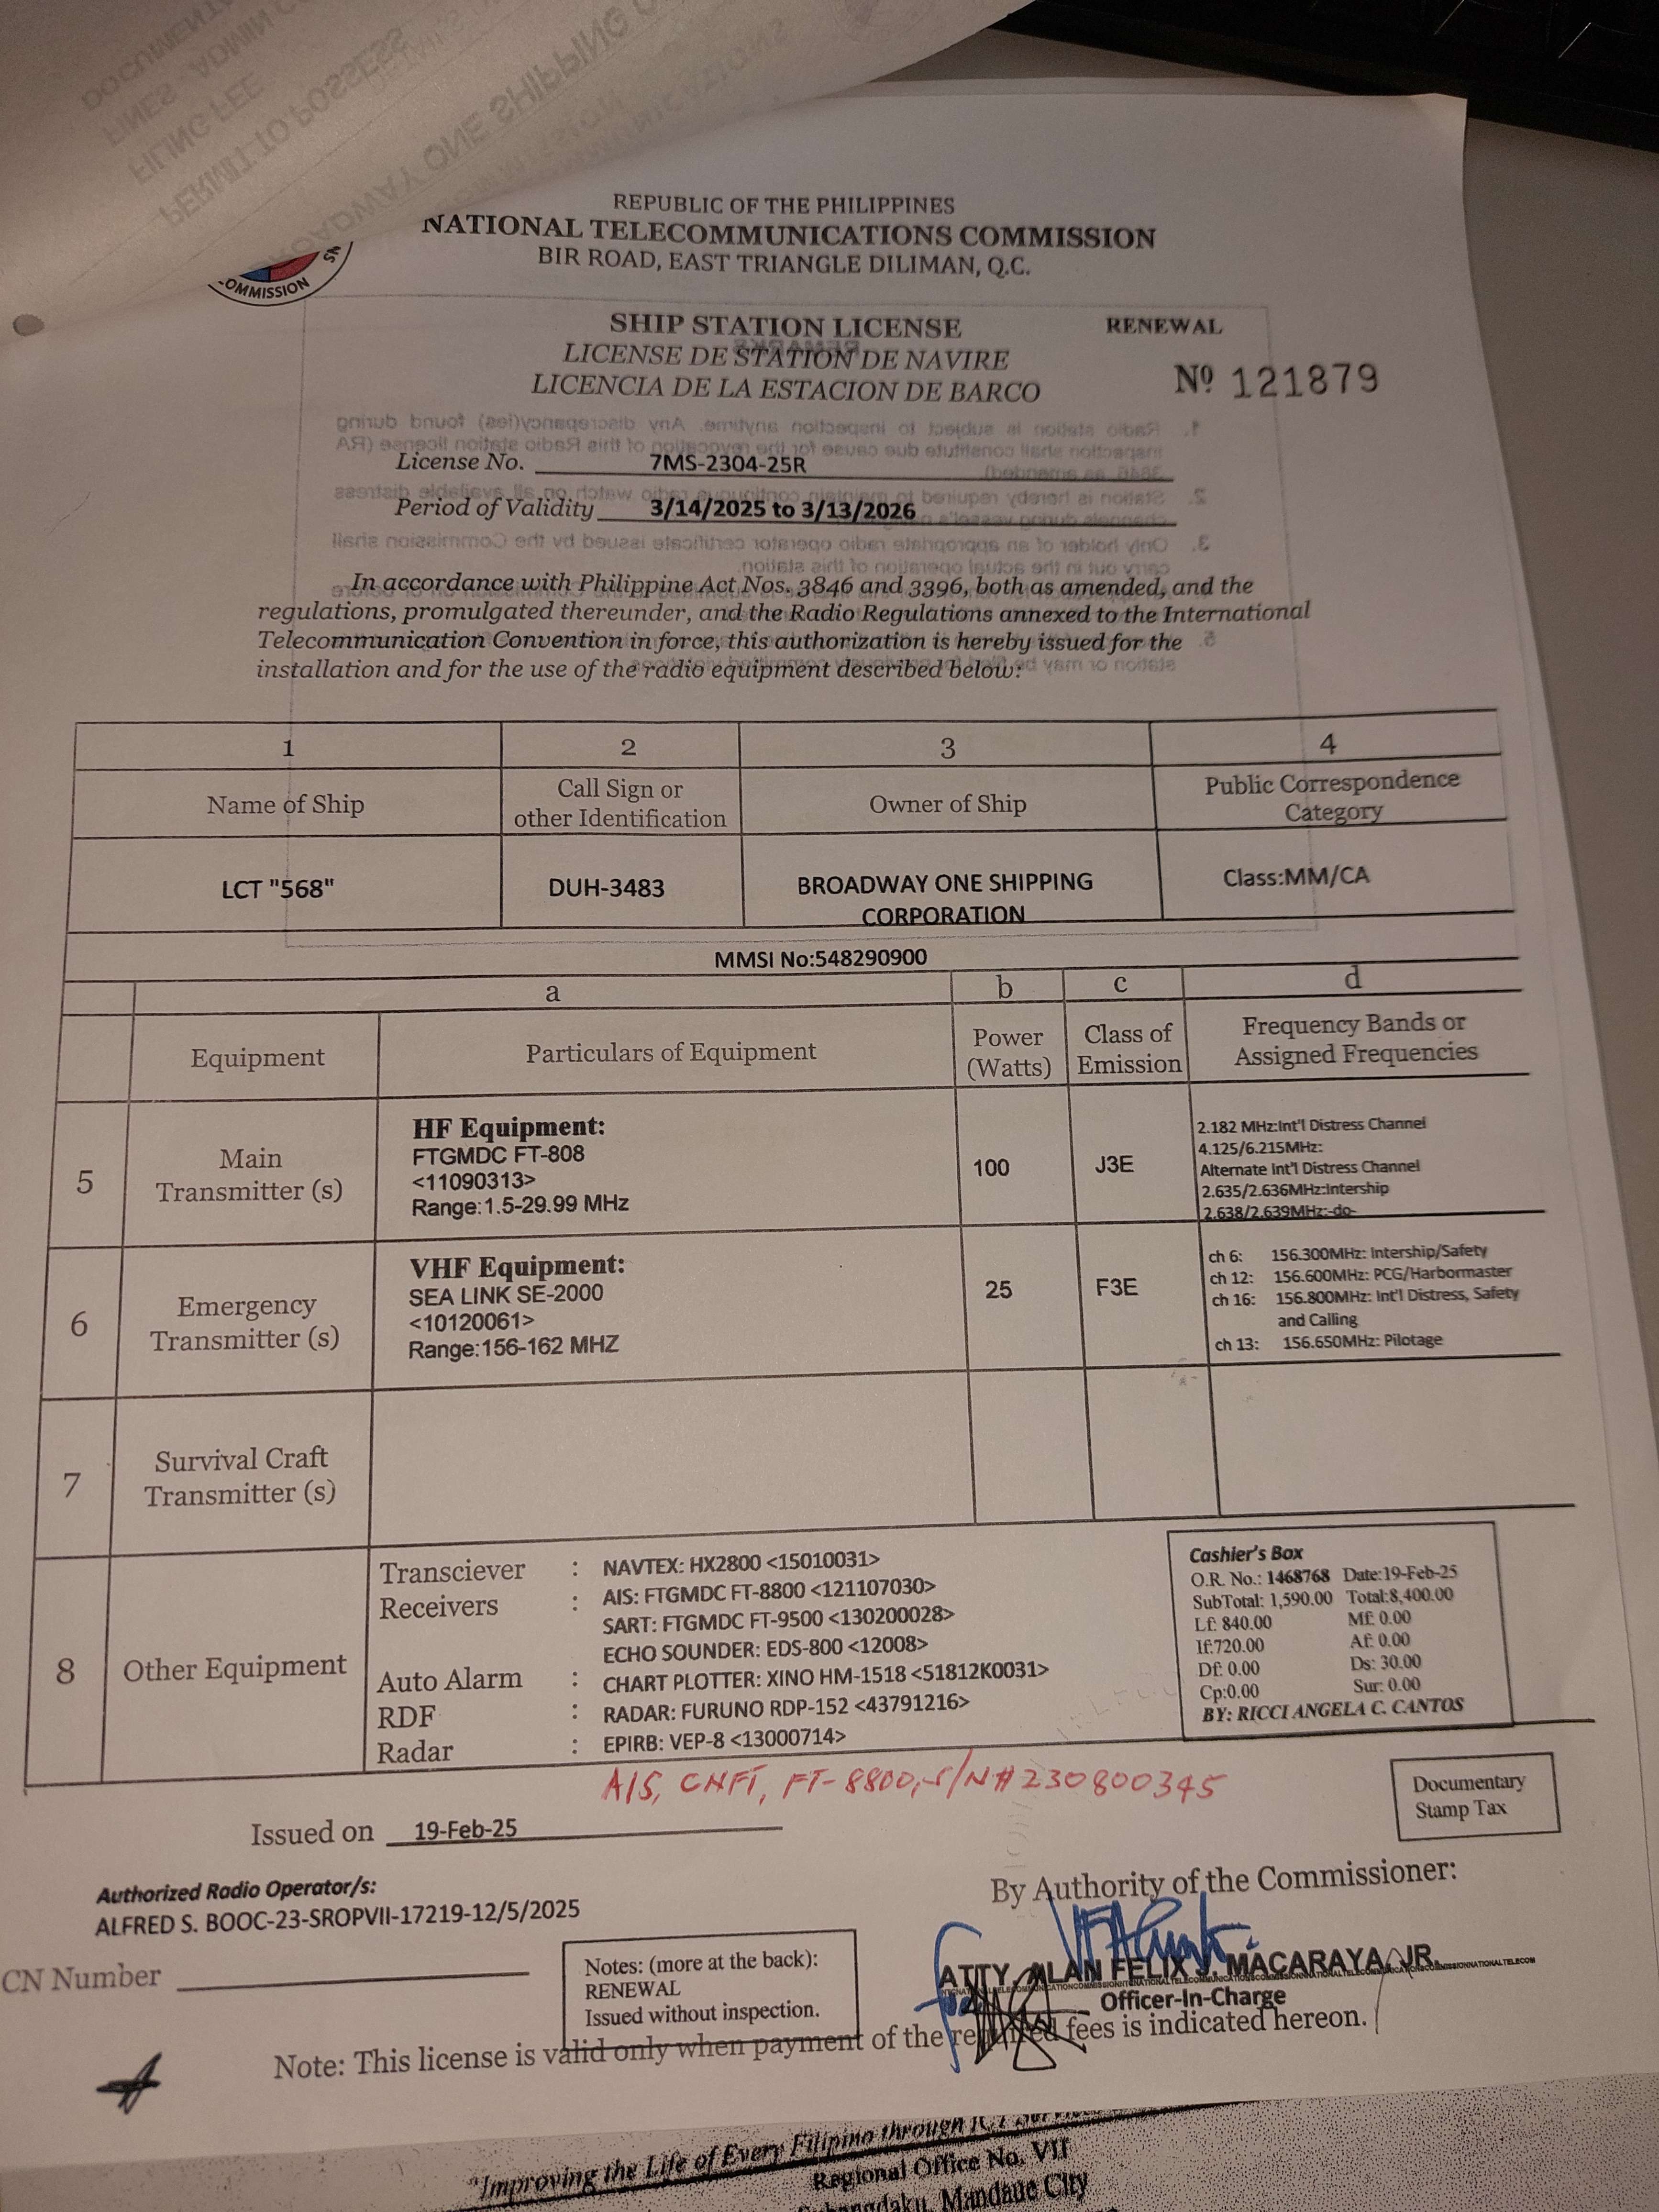 DOCUMENT
FINES ADMIN C
FILING FEE
PERMIT TO POSSESS
ADWAY ONE SHIPPING
REPUBLIC OF THE PHILIPPINES
NATIONAL TELECOMMUNICATIONS COMMISSION
BIR ROAD, EAST TRIANGLE DILIMAN, Q.C.
OMMISSION
NS
SHIP STATION LICENSE
RENEWAL
LICENSE DE STATION DE NAVIRE
LICENCIA DE LA ESTACION DE BARCO
Nº 121879
REMARKS
License No. 7MS-2304-25R
Period of Validity 3/14/2025 to 3/13/2026
In accordance with Philippine Act Nos. 3846 and 3396, both as amended, and the
regulations, promulgated thereunder, and the Radio Regulations annexed to the International
Telecommunication Convention in force, this authorization is hereby issued for the
installation and for the use of the radio equipment described below:
1 2 3 4
Name of Ship
Call Sign or
other Identification
Owner of Ship
Public Correspondence
Category
LCT "568"
DUH-3483
BROADWAY ONE SHIPPING
CORPORATION
Class:MM/CA
MMSI No:548290900
a b c d
Equipment
Particulars of Equipment
Power
(Watts)
Class of
Emission
Frequency Bands or
Assigned Frequencies
5
Main
Transmitter (s)
HF Equipment:
FTGMDC FT-808
<11090313>
Range:1.5-29.99 MHz
100
J3E
2.182 MHz:Int'l Distress Channel
4.125/6.215MHz:
Alternate Int'l Distress Channel
2.635/2.636MHz:Intership
2.638/2.639MHz:-do-
6
Emergency
Transmitter (s)
VHF Equipment:
SEA LINK SE-2000
<10120061>
Range:156-162 MHZ
25
F3E
ch 6: 156.300MHz: Intership/Safety
ch 12: 156.600MHz: PCG/Harbormaster
ch 16: 156.800MHz: Int'l Distress, Safety
and Calling
ch 13: 156.650MHz: Pilotage
7
Survival Craft
Transmitter (s)
8
Other Equipment
Transciever :
Receivers :
Auto Alarm :
RDF :
Radar :
NAVTEX: HX2800 <15010031>
AIS: FTGMDC FT-8800 <121107030>
SART: FTGMDC FT-9500 <130200028>
ECHO SOUNDER: EDS-800 <12008>
CHART PLOTTER: XINO HM-1518 <51812K0031>
RADAR: FURUNO RDP-152 <43791216>
EPIRB: VEP-8 <13000714>
Cashier's Box
O.R. No.: 1468768 Date:19-Feb-25
SubTotal: 1,590.00 Total:8,400.00
Lf: 840.00 Mf: 0.00
If:720.00 Af: 0.00
Df: 0.00 Ds: 30.00
Cp:0.00 Sur: 0.00
BY: RICCI ANGELA C. CANTOS
AIS, CNFT, FT-8800, S/N# 230800345
Documentary
Stamp Tax
Issued on 19-Feb-25
Authorized Radio Operator/s:
ALFRED S. BOOC-23-SROPVII-17219-12/5/2025
By Authority of the Commissioner:
CN Number
Notes: (more at the back):
RENEWAL
Issued without inspection.
ATTY. ALAN FELIX J. MACARAYA, JR.
Officer-In-Charge
Note: This license is valid only when payment of the required fees is indicated hereon.
"Improving the Life of Every Filipino through ICT
Regional Office No. VII
Mandaue City